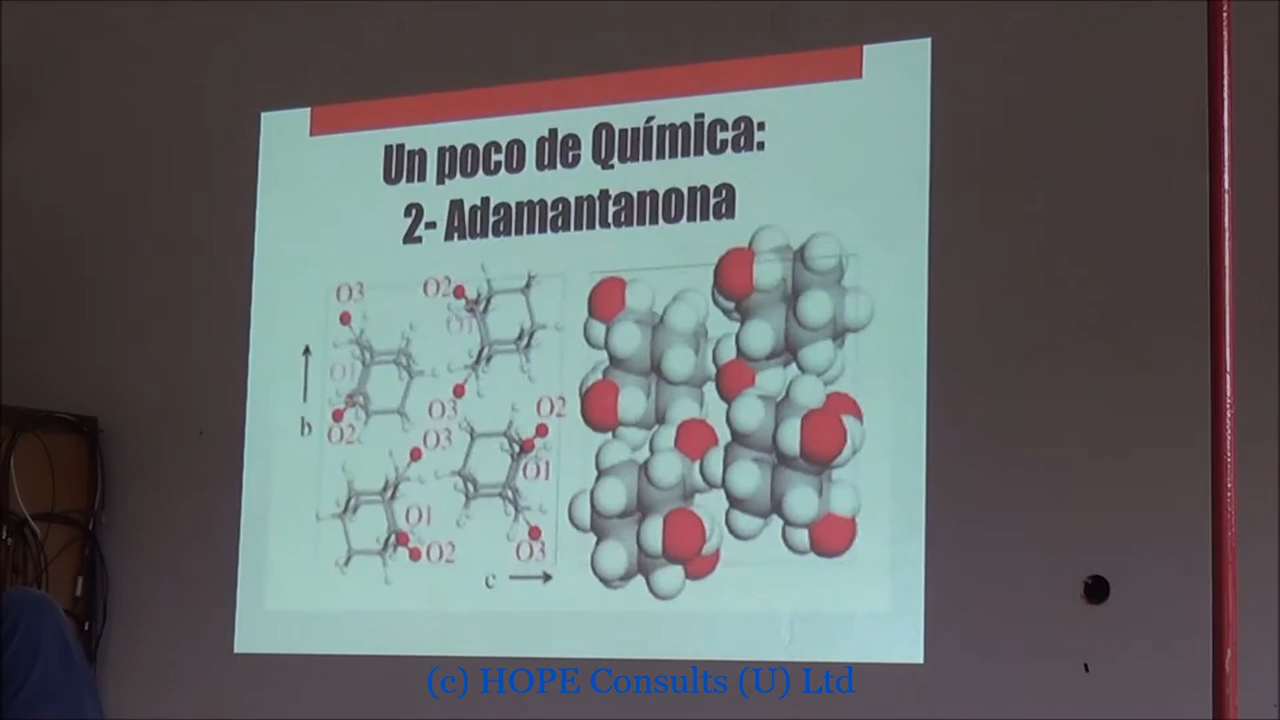 Un poco de Química:
2- Adamantanona
O3
O2
O1
O1
b
O2
O3
O3
O2
O1
O1
O2
O3
c
(c) HOPE Consults (U) Ltd